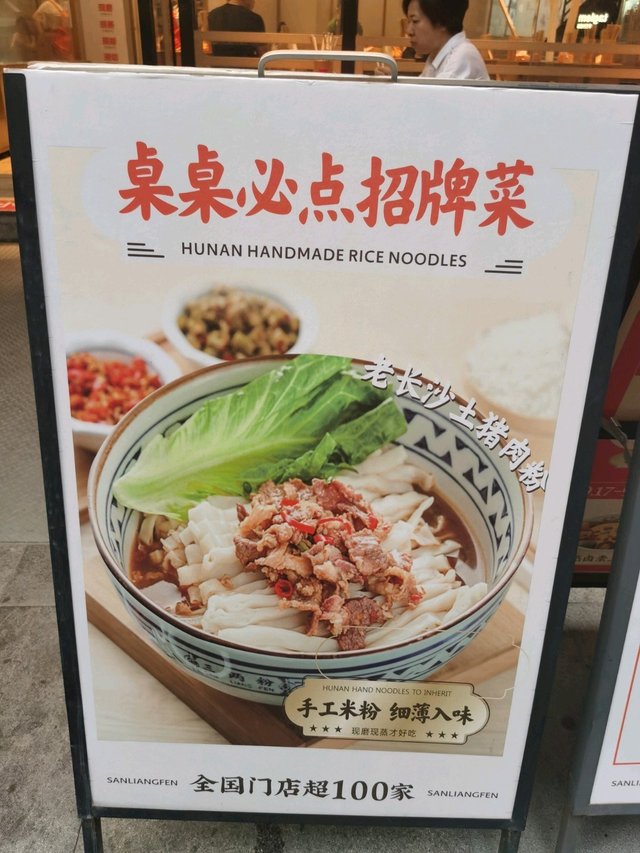 桌桌必点招牌菜
HUNAN HANDMADE RICE NOODLES
老长沙土猪肉粉
HUNAN HAND NOODLES TO INHERIT
手工米粉 细薄入味
★★★ 现磨现蒸才好吃 ★★★
SANLIANGFEN 全国门店超100家 SANLIANGFEN